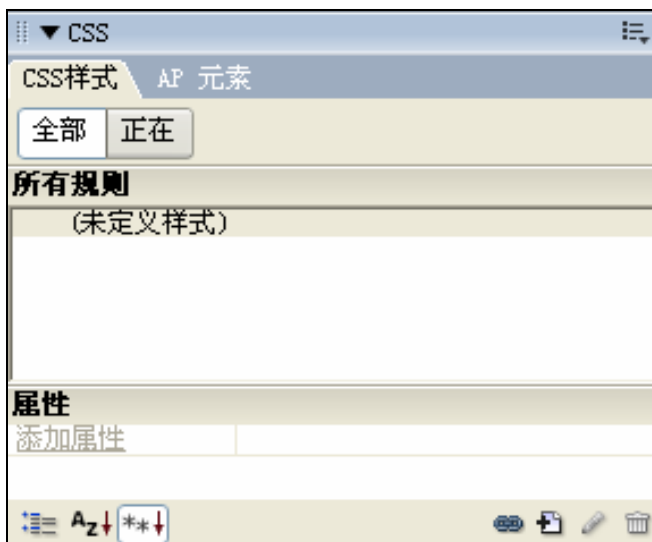 CSS
CSS样式 AP 元素
全部 正在
所有规则
(未定义样式)
属性
添加属性
AZ **